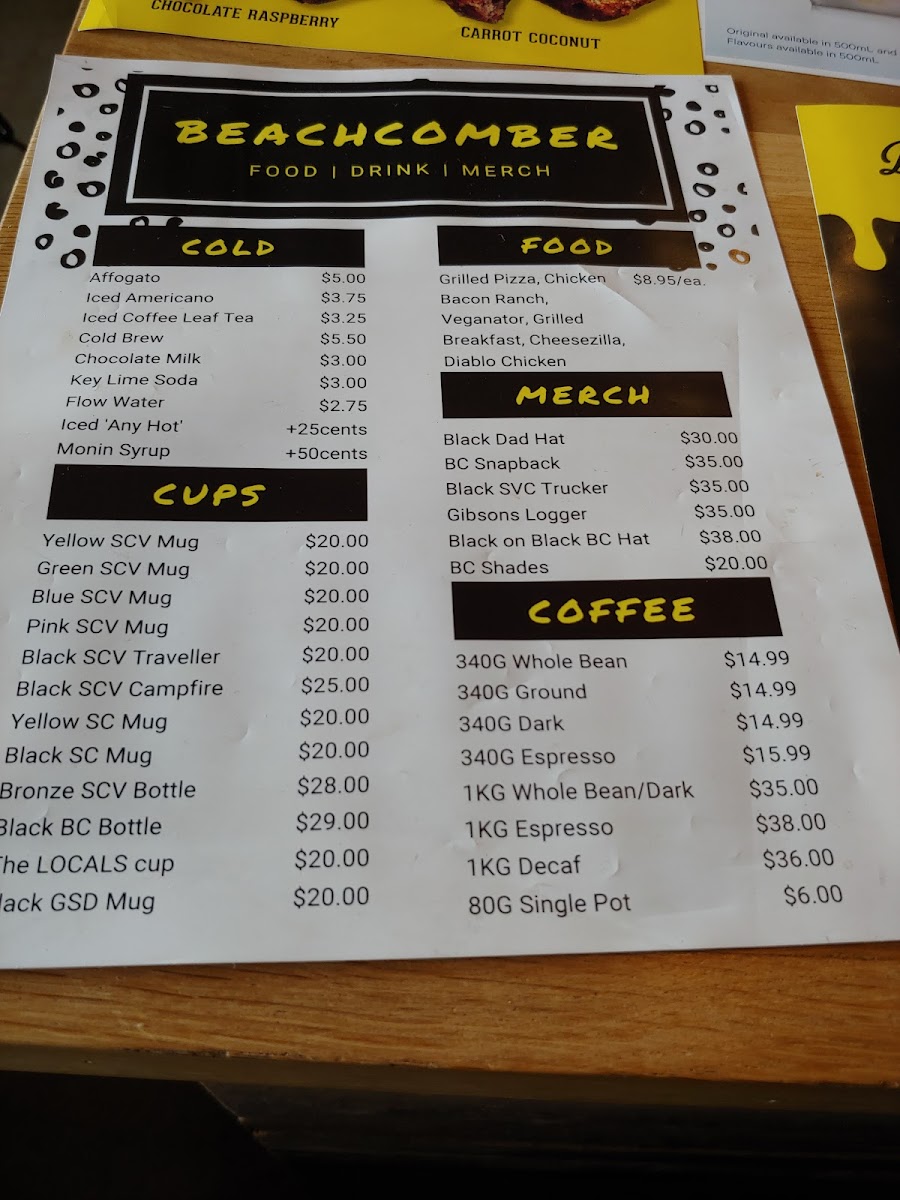 CHOCOLATE RASPBERRY
CARROT COCONUT
Original available in 500mL and
Flavours available in 500mL
BEACHCOMBER
FOOD | DRINK | MERCH
COLD
Affogato $5.00
Iced Americano $3.75
Iced Coffee Leaf Tea $3.25
Cold Brew $5.50
Chocolate Milk $3.00
Key Lime Soda $3.00
Flow Water $2.75
Iced 'Any Hot' +25cents
Monin Syrup +50cents
CUPS
Yellow SCV Mug $20.00
Green SCV Mug $20.00
Blue SCV Mug $20.00
Pink SCV Mug $20.00
Black SCV Traveller $20.00
Black SCV Campfire $25.00
Yellow SC Mug $20.00
Black SC Mug $20.00
Bronze SCV Bottle $28.00
Black BC Bottle $29.00
The LOCALS cup $20.00
lack GSD Mug $20.00
FOOD
Grilled Pizza, Chicken $8.95/ea.
Bacon Ranch,
Veganator, Grilled
Breakfast, Cheesezilla,
Diablo Chicken
MERCH
Black Dad Hat $30.00
BC Snapback $35.00
Black SVC Trucker $35.00
Gibsons Logger $35.00
Black on Black BC Hat $38.00
BC Shades $20.00
COFFEE
340G Whole Bean $14.99
340G Ground $14.99
340G Dark $14.99
340G Espresso $15.99
1KG Whole Bean/Dark $35.00
1KG Espresso $38.00
1KG Decaf $36.00
80G Single Pot $6.00